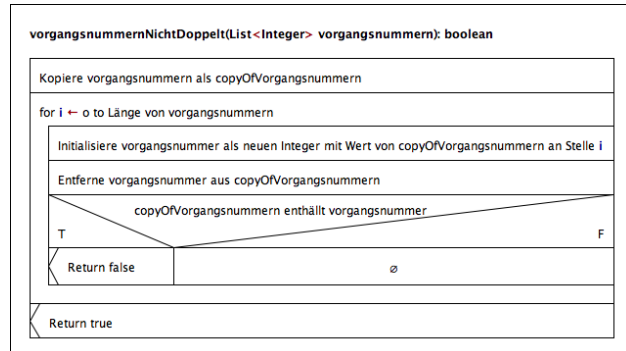 vorgangsnummernNichtDoppelt(List<Integer> vorgangsnummern): boolean
Kopiere vorgangsnummern als copyOfVorgangsnummern
for i ← o to Länge von vorgangsnummern
Initialisiere vorgangsnummer als neuen Integer mit Wert von copyOfVorgangsnummern an Stelle i
Entferne vorgangsnummer aus copyOfVorgangsnummern
copyOfVorgangsnummern enthällt vorgangsnummer
T F
Return false ∅
Return true